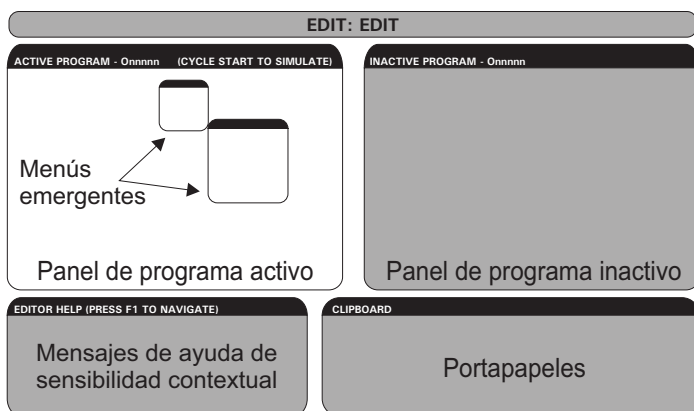 EDIT: EDIT
ACTIVE PROGRAM - Onnnnn (CYCLE START TO SIMULATE)
INACTIVE PROGRAM - Onnnnn
Menús
emergentes
Panel de programa activo
Panel de programa inactivo
EDITOR HELP (PRESS F1 TO NAVIGATE)
CLIPBOARD
Mensajes de ayuda de
sensibilidad contextual
Portapapeles